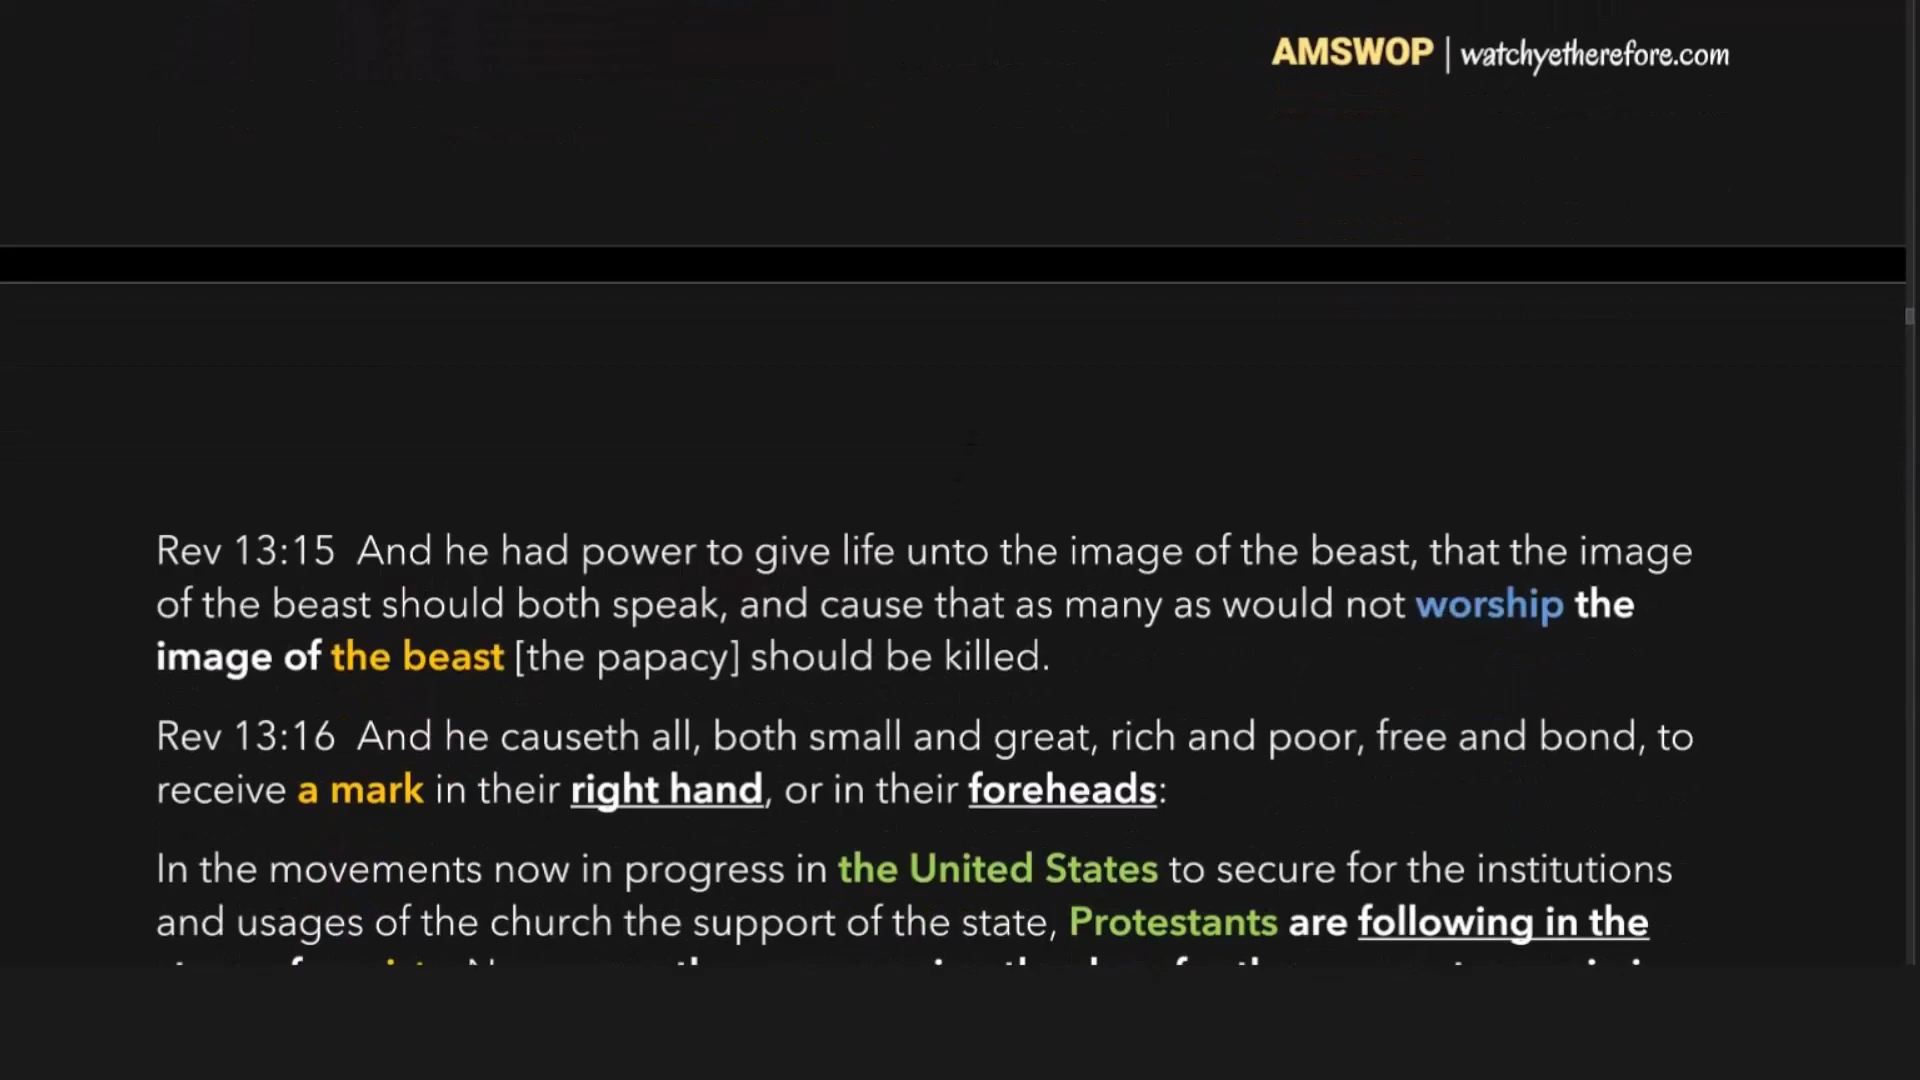 AMSWOP | watchyetherefore.com
Rev 13:15 And he had power to give life unto the image of the beast, that the image
of the beast should both speak, and cause that as many as would not worship the
image of the beast [the papacy] should be killed.
Rev 13:16 And he causeth all, both small and great, rich and poor, free and bond, to
receive a mark in their right hand, or in their foreheads:
In the movements now in progress in the United States to secure for the institutions
and usages of the church the support of the state, Protestants are following in the